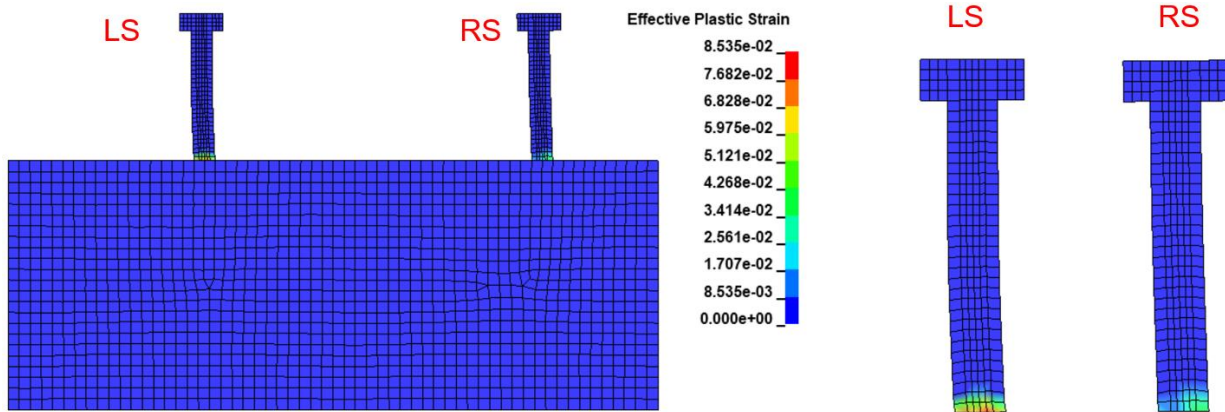 LS
RS
Effective Plastic Strain
8.535e-02
7.682e-02
6.828e-02
5.975e-02
5.121e-02
4.268e-02
3.414e-02
2.561e-02
1.707e-02
8.535e-03
0.000e+00
LS
RS